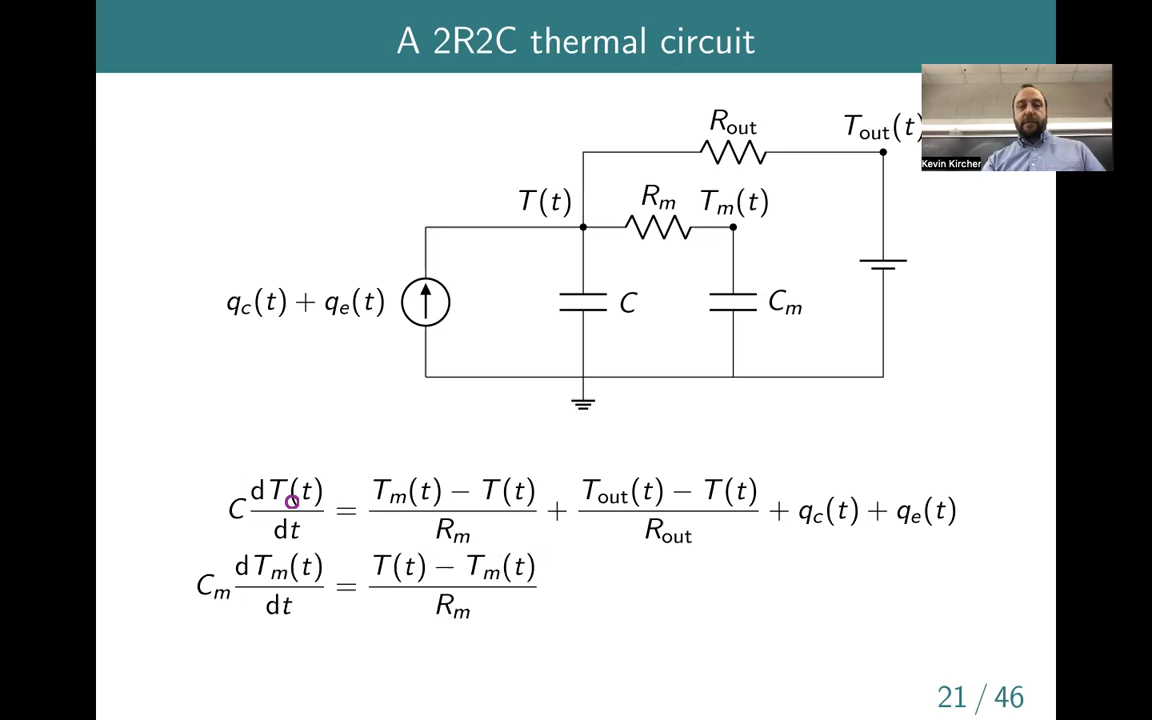 A 2R2C thermal circuit
R_out
T_out(t)
Kevin Kircher
T(t)
R_m
T_m(t)
q_c(t) + q_e(t)
C
C_m
C dT(t)/dt = (T_m(t) − T(t))/R_m + (T_out(t) − T(t))/R_out + q_c(t) + q_e(t)
C_m dT_m(t)/dt = (T(t) − T_m(t))/R_m
21 / 46